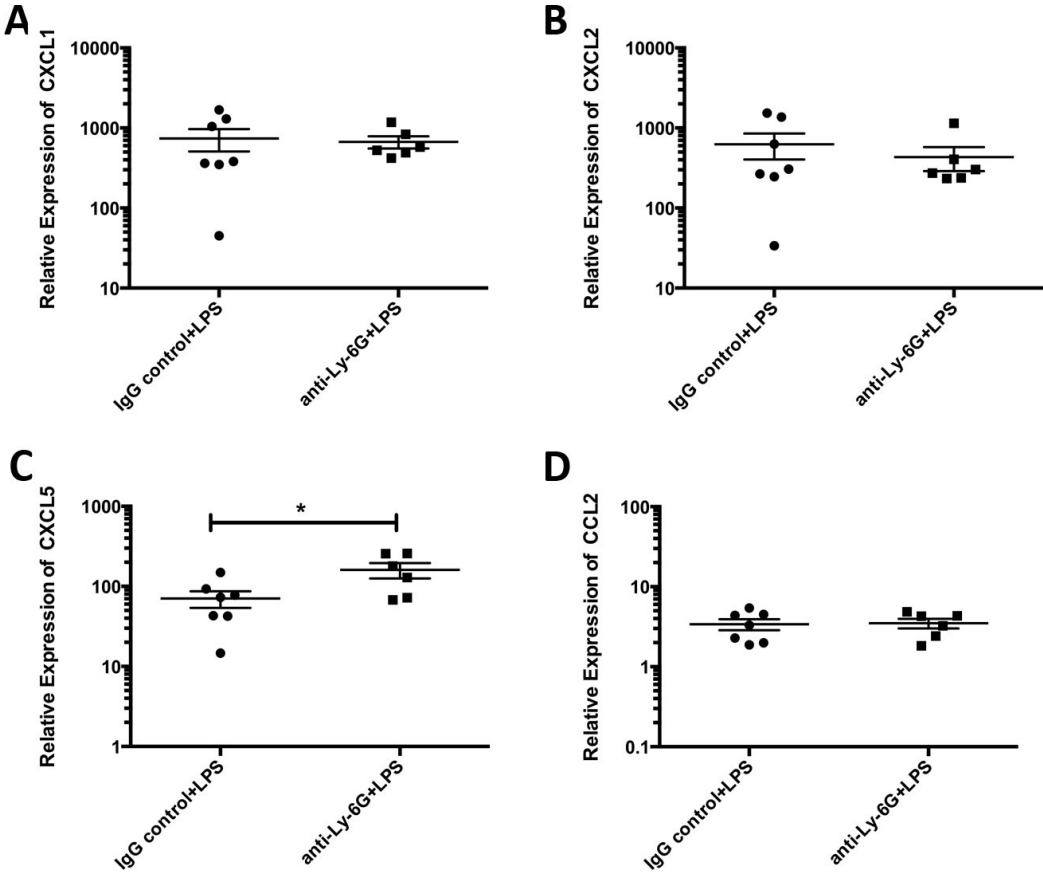 A
Relative Expression of CXCL1
10000
1000
100
10
IgG control+LPS
anti-Ly-6G+LPS
B
Relative Expression of CXCL2
10000
1000
100
10
IgG control+LPS
anti-Ly-6G+LPS
C
Relative Expression of CXCL5
1000
100
10
1
*
IgG control+LPS
anti-Ly-6G+LPS
D
Relative Expression of CCL2
100
10
1
0.1
IgG control+LPS
anti-Ly-6G+LPS